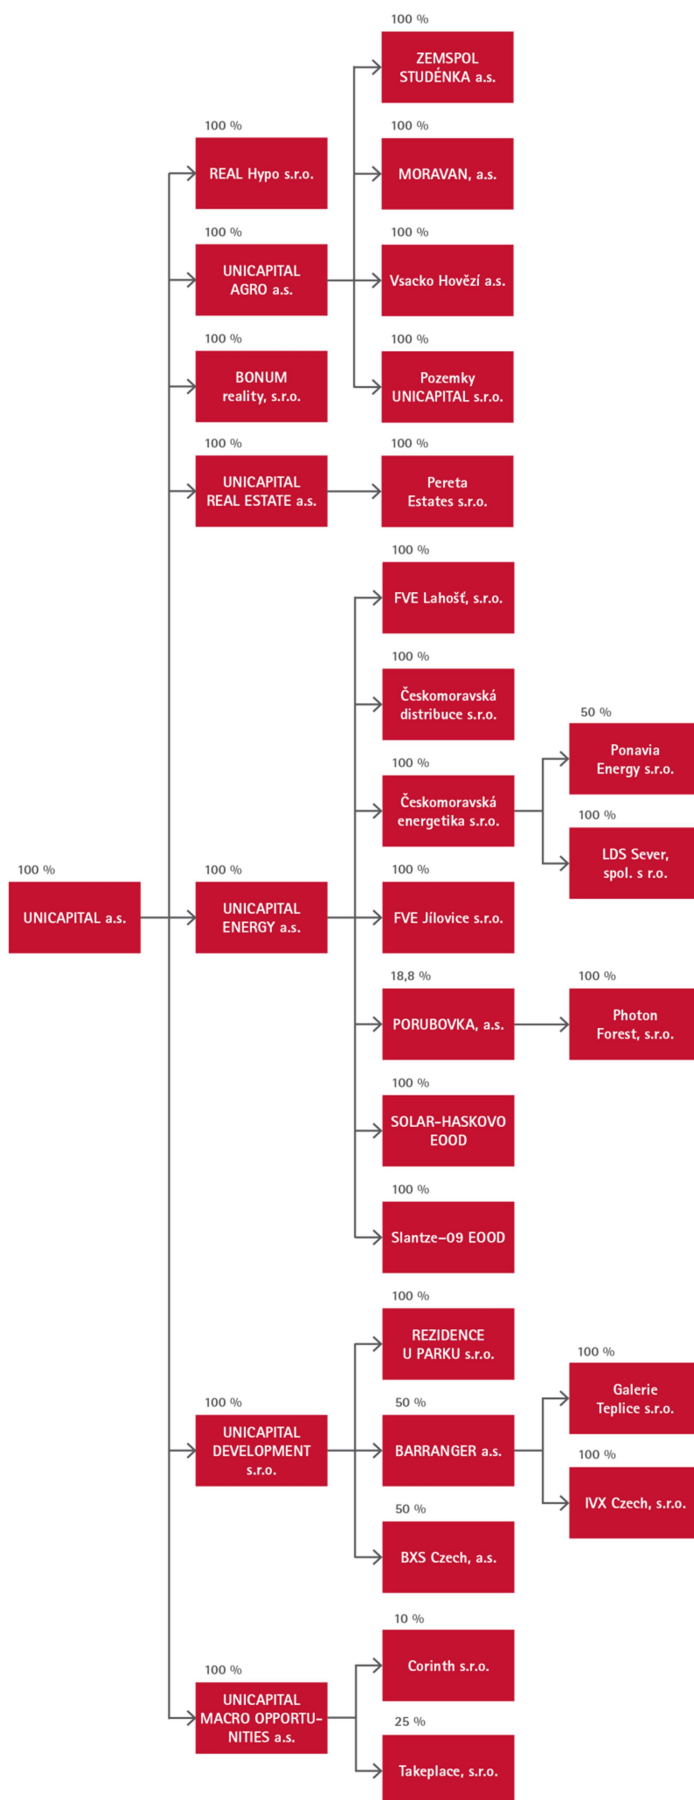 100 %
ZEMSPOL
STUDÉNKA a.s.
100 %
REAL Hypo s.r.o.
100 %
MORAVAN, a.s.
100 %
UNICAPITAL
AGRO a.s.
100 %
Vsacko Hovězí a.s.
100 %
BONUM
reality, s.r.o.
100 %
Pozemky
UNICAPITAL s.r.o.
100 %
UNICAPITAL
REAL ESTATE a.s.
100 %
Pereta
Estates s.r.o.
100 %
FVE Lahošť, s.r.o.
100 %
Českomoravská
distribuce s.r.o.
50 %
Ponavia
Energy s.r.o.
100 %
Českomoravská
energetika s.r.o.
100 %
LDS Sever,
spol. s r.o.
100 %
UNICAPITAL a.s.
100 %
UNICAPITAL
ENERGY a.s.
100 %
FVE Jílovice s.r.o.
18,8 %
PORUBOVKA, a.s.
100 %
Photon
Forest, s.r.o.
100 %
SOLAR-HASKOVO
EOOD
100 %
Slantze–09 EOOD
100 %
REZIDENCE
U PARKU s.r.o.
100 %
Galerie
Teplice s.r.o.
100 %
UNICAPITAL
DEVELOPMENT
s.r.o.
50 %
BARRANGER a.s.
100 %
IVX Czech, s.r.o.
50 %
BXS Czech, a.s.
10 %
Corinth s.r.o.
100 %
UNICAPITAL
MACRO OPPORTU-
NITIES a.s.
25 %
Takeplace, s.r.o.